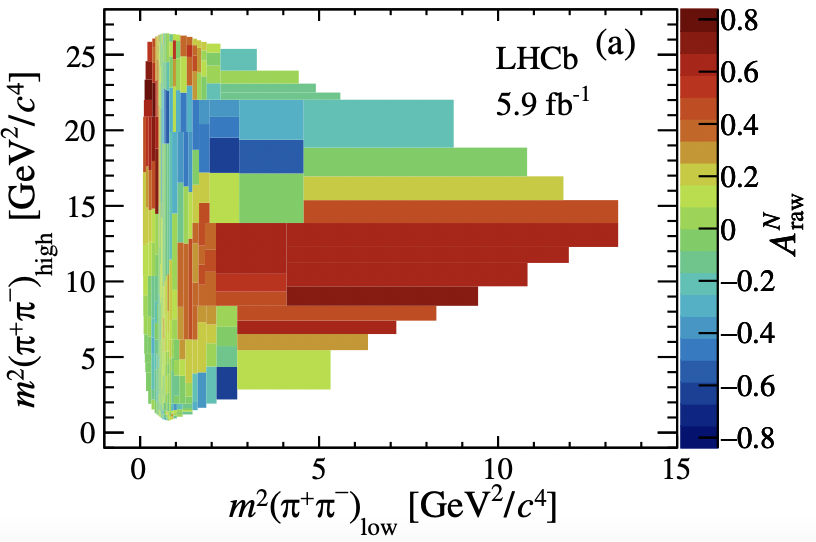 (a)
LHCb
5.9 fb⁻¹
m²(π⁺π⁻)high [GeV²/c⁴]
25
20
15
10
5
0
0 5 10 15
m²(π⁺π⁻)low [GeV²/c⁴]
0.8
0.6
0.4
0.2
0
−0.2
−0.4
−0.6
−0.8
A^N_raw